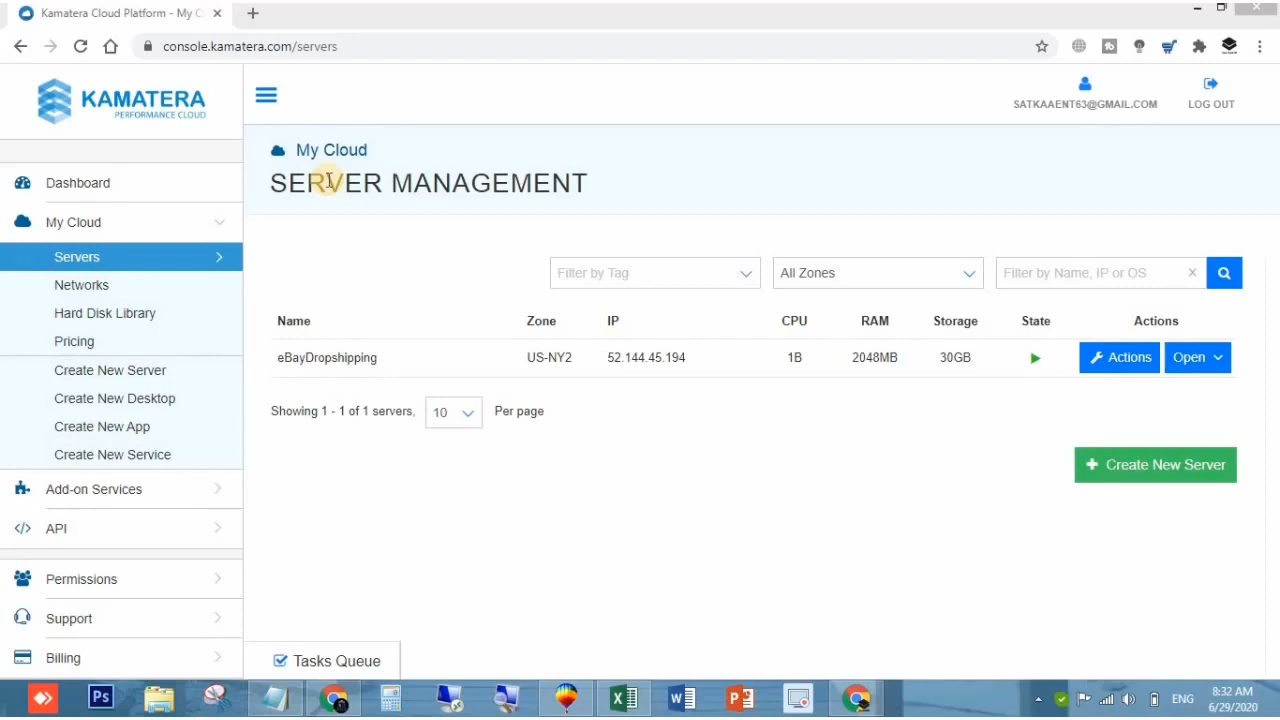 Kamatera Cloud Platform - My C
console.kamatera.com/servers
KAMATERA
PERFORMANCE CLOUD
SATKAAENT63@GMAIL.COM
LOG OUT
My Cloud
SERVER MANAGEMENT
Dashboard
My Cloud
Servers
Networks
Hard Disk Library
Pricing
Create New Server
Create New Desktop
Create New App
Create New Service
Add-on Services
API
Permissions
Support
Billing
Filter by Tag
All Zones
Filter by Name, IP or OS
Name Zone IP CPU RAM Storage State Actions
eBayDropshipping US-NY2 52.144.45.194 1B 2048MB 30GB Actions Open
Showing 1 - 1 of 1 servers, 10 Per page
Create New Server
Tasks Queue
Ps
ENG
8:32 AM
6/29/2020